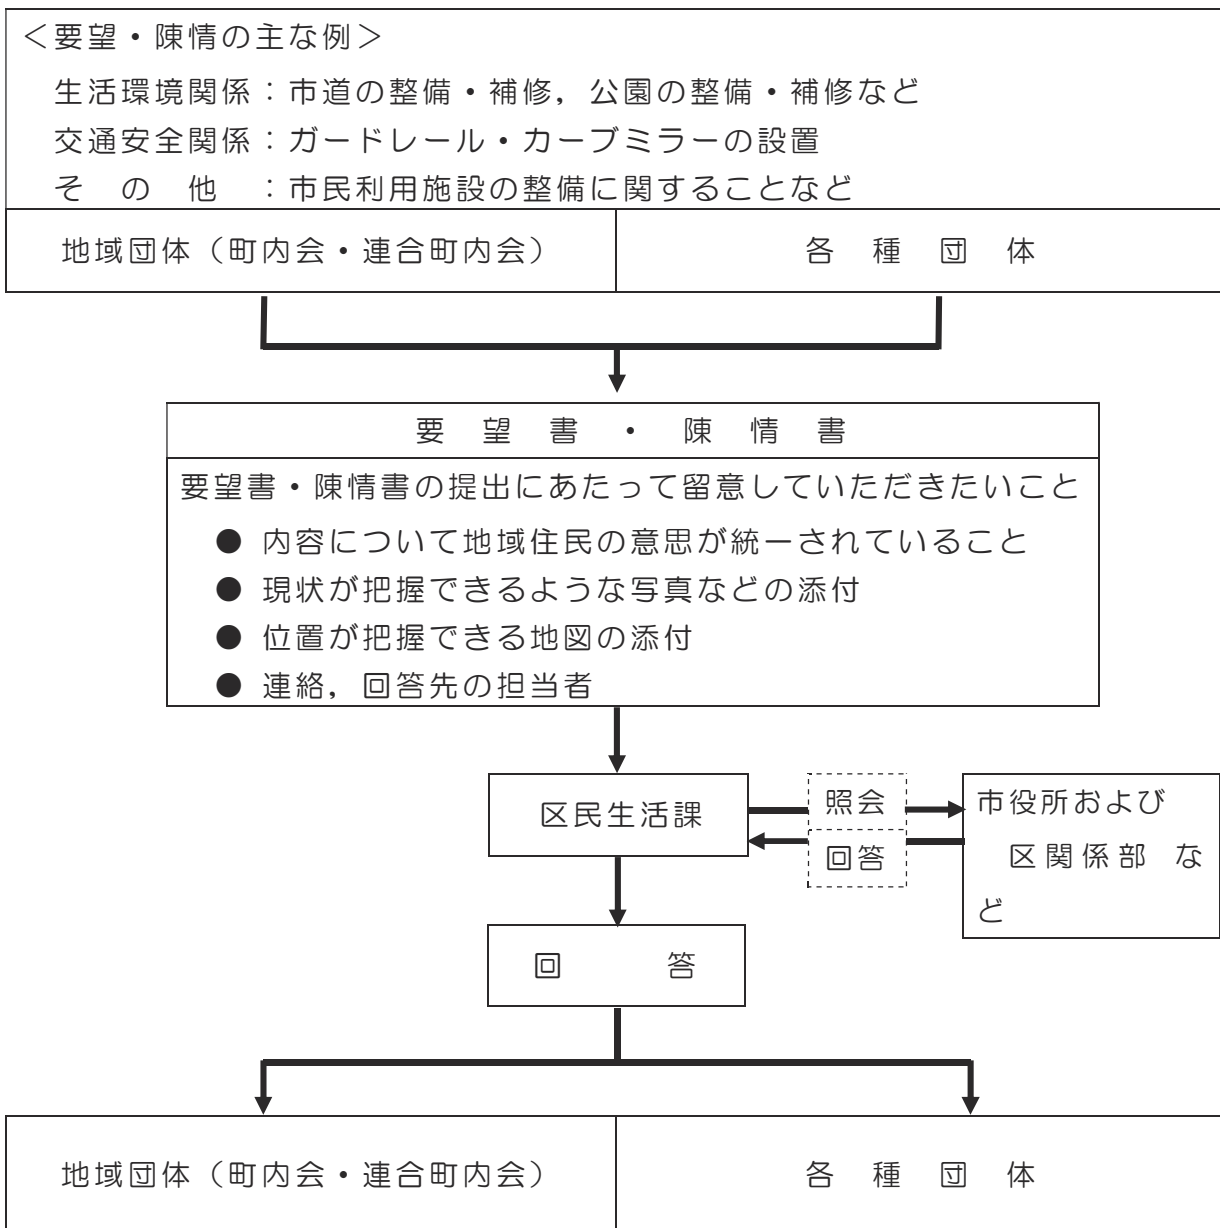 ＜要望・陳情の主な例＞
生活環境関係：市道の整備・補修，公園の整備・補修など
交通安全関係：ガードレール・カーブミラーの設置
そ　の　他　：市民利用施設の整備に関することなど
地域団体（町内会・連合町内会）
各　種　団　体
要　望　書　・　陳　情　書
要望書・陳情書の提出にあたって留意していただきたいこと
● 内容について地域住民の意思が統一されていること
● 現状が把握できるような写真などの添付
● 位置が把握できる地図の添付
● 連絡，回答先の担当者
区民生活課
照会
回答
市役所および
区関係部 な
ど
回　　　答
地域団体（町内会・連合町内会）
各　種　団　体